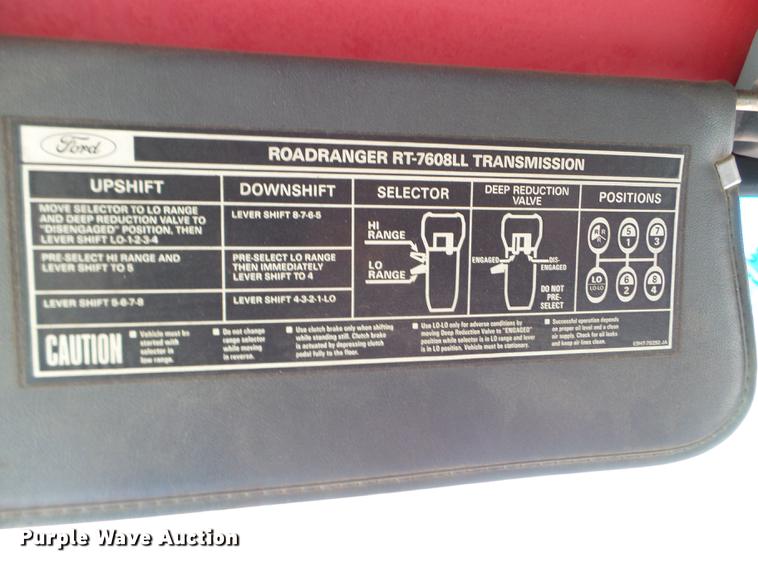 Ford
ROADRANGER RT-7608LL TRANSMISSION
UPSHIFT
MOVE SELECTOR TO LO RANGE
AND DEEP REDUCTION VALVE TO
"DISENGAGED" POSITION, THEN
LEVER SHIFT LO-1-2-3-4
PRE-SELECT HI RANGE AND
LEVER SHIFT TO 5
LEVER SHIFT 5-6-7-8
DOWNSHIFT
LEVER SHIFT 8-7-6-5
PRE-SELECT LO RANGE
THEN IMMEDIATELY
LEVER SHIFT TO 4
LEVER SHIFT 4-3-2-1-LO
SELECTOR
HI
RANGE
LO
RANGE
DEEP REDUCTION
VALVE
ENGAGED
DIS-
ENGAGED
DO NOT
PRE-
SELECT
POSITIONS
R
R
5
1
7
3
LO
LO-LO
6
2
8
4
CAUTION
Vehicle must be
started with
selector in
low range.
Do not change
range selector
while moving
in reverse.
Use clutch brake only when shifting
while standing still. Clutch brake
is actuated by depressing clutch
pedal fully to the floor.
Use LO-LO only for adverse conditions by
moving Deep Reduction Valve to "ENGAGED"
position while selector is in LO range and lever
is in LO position. Vehicle must be stationary.
Successful operation depends
on proper oil level and a clean
air supply. Check for oil leaks
and keep air lines clean.
Purple Wave Auction